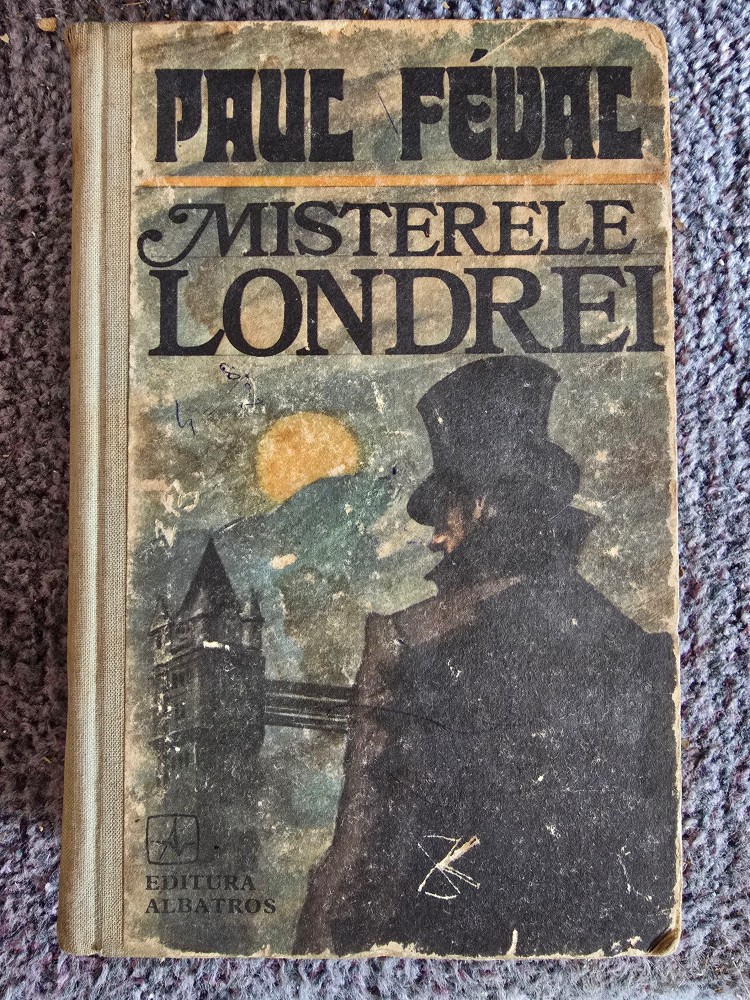 PAUL FÉVAL
MISTERELE
LONDREI
EDITURA
ALBATROS